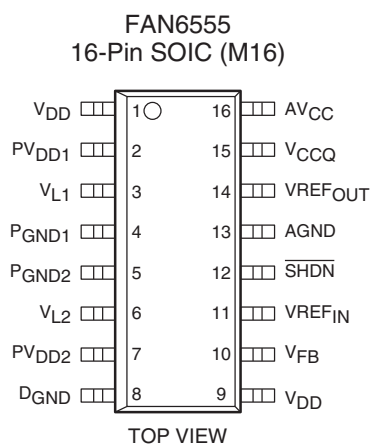 FAN6555
16-Pin SOIC (M16)
VDD 1 16 AVCC
PVDD1 2 15 VCCQ
VL1 3 14 VREFOUT
PGND1 4 13 AGND
PGND2 5 12 SHDN
VL2 6 11 VREFIN
PVDD2 7 10 VFB
DGND 8 9 VDD
TOP VIEW